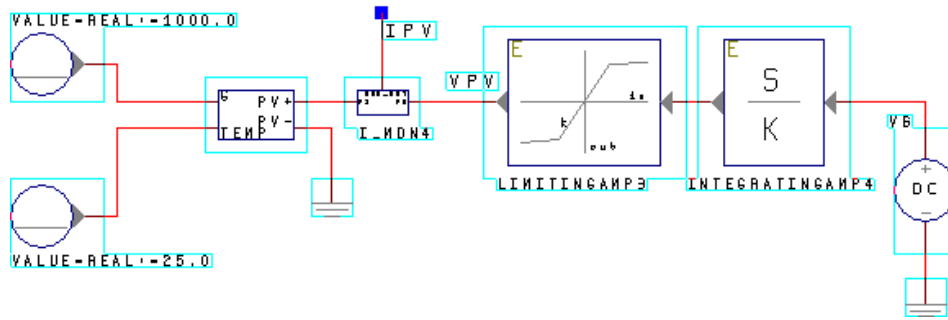 VALUE-REAL:=1000.0
IPV
VPV
E
E
G
PV+
PV-
TEMP
I_MON4
k
in
out
S
K
V6
+
DC
-
LIMITINGAMP3
INTEGRATINGAMP4
VALUE-REAL:=25.0